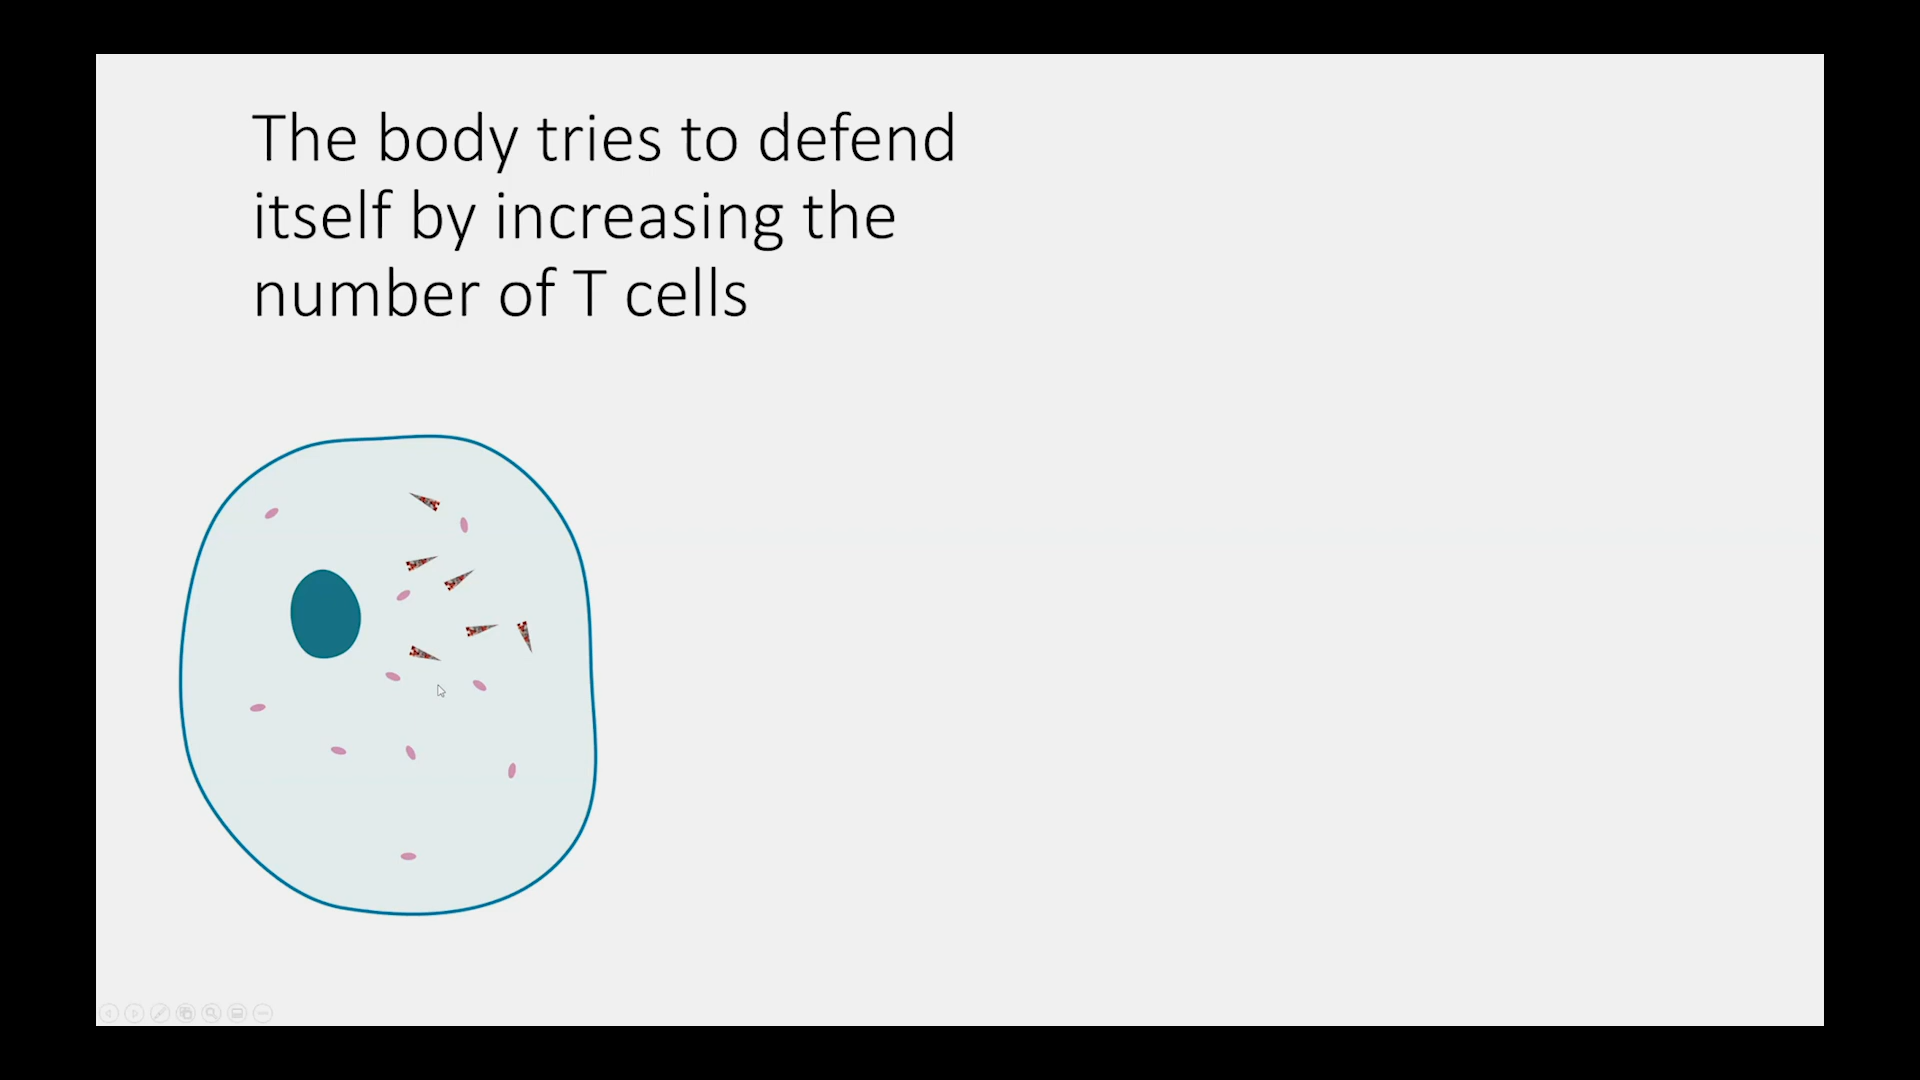 The body tries to defend
itself by increasing the
number of T cells